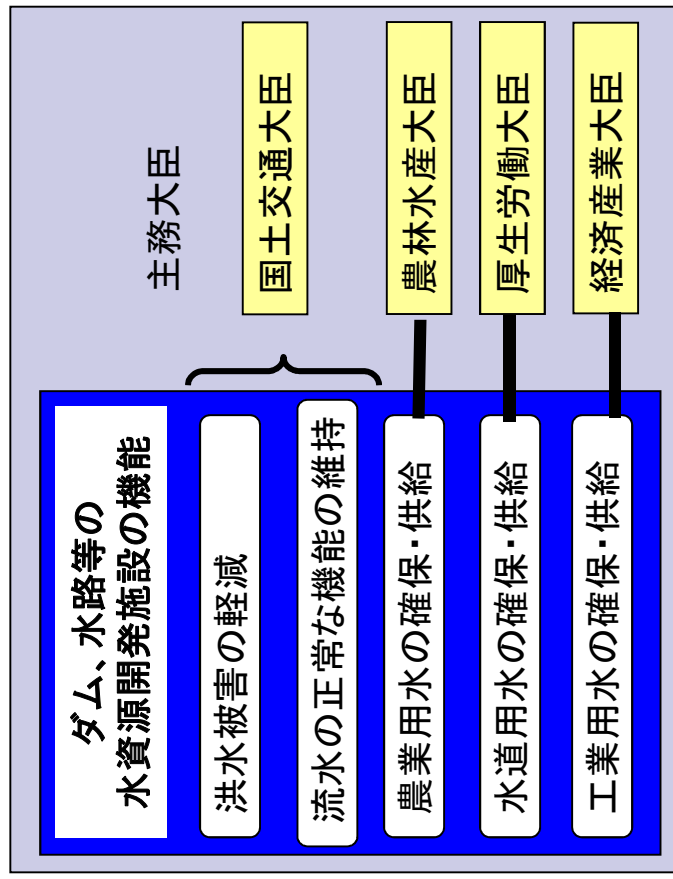 ダム、水路等の
水資源開発施設の機能
主務大臣
洪水被害の軽減
流水の正常な機能の維持
国土交通大臣
農業用水の確保・供給
農林水産大臣
水道用水の確保・供給
厚生労働大臣
工業用水の確保・供給
経済産業大臣